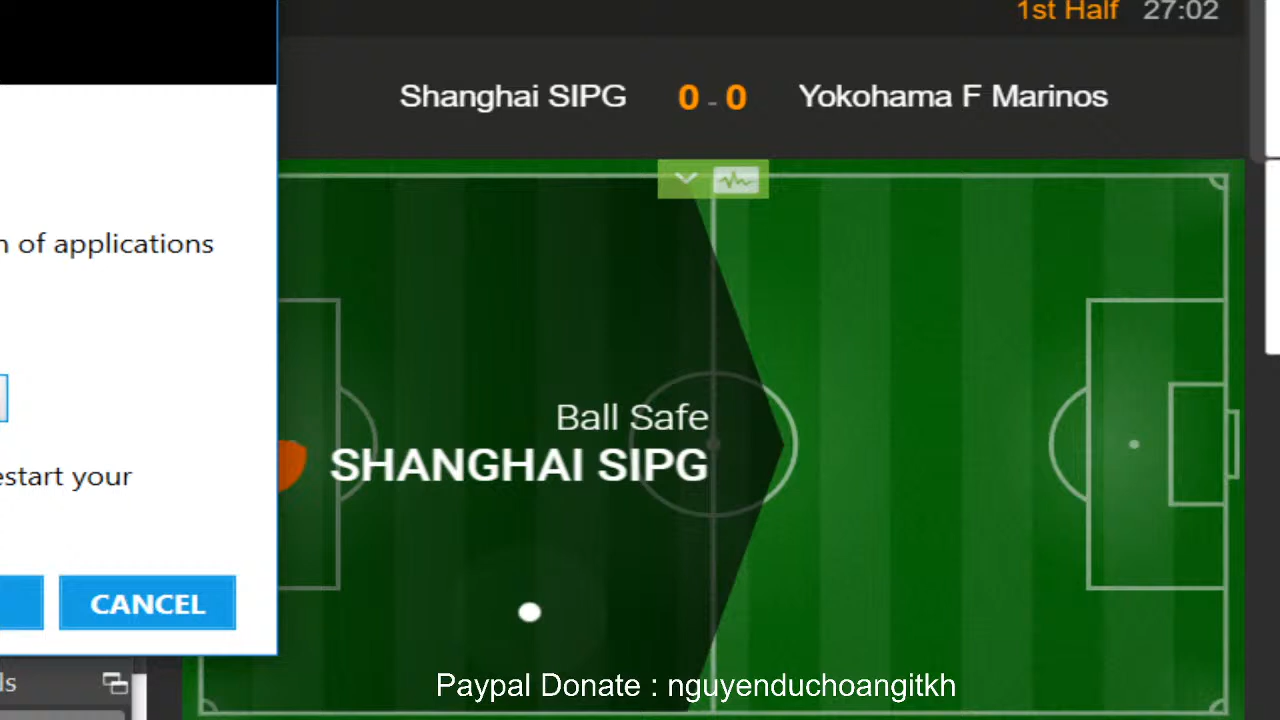 1st Half 27:02
Shanghai SIPG 0 - 0 Yokohama F Marinos
of applications
Ball Safe
SHANGHAI SIPG
estart your
CANCEL
Paypal Donate : nguyenduchoangitkh